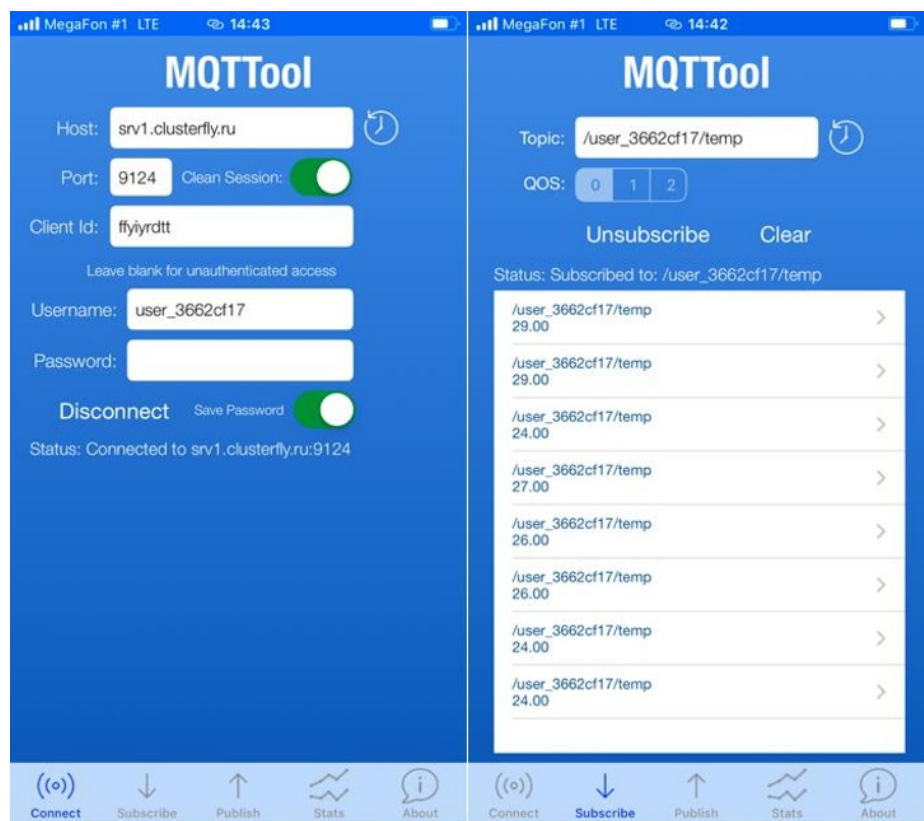 MegaFon #1 LTE 14:43
MQTTool
Host: srv1.clusterfly.ru
Port: 9124 Clean Session:
Client Id: ffyiyrdtt
Leave blank for unauthenticated access
Username: user_3662cf17
Password:
Disconnect Save Password
Status: Connected to srv1.clusterfly.ru:9124
Connect Subscribe Publish Stats About
MegaFon #1 LTE 14:42
MQTTool
Topic: /user_3662cf17/temp
QOS: 0 1 2
Unsubscribe Clear
Status: Subscribed to: /user_3662cf17/temp
/user_3662cf17/temp
29.00
/user_3662cf17/temp
29.00
/user_3662cf17/temp
24.00
/user_3662cf17/temp
27.00
/user_3662cf17/temp
26.00
/user_3662cf17/temp
26.00
/user_3662cf17/temp
24.00
/user_3662cf17/temp
24.00
Connect Subscribe Publish Stats About